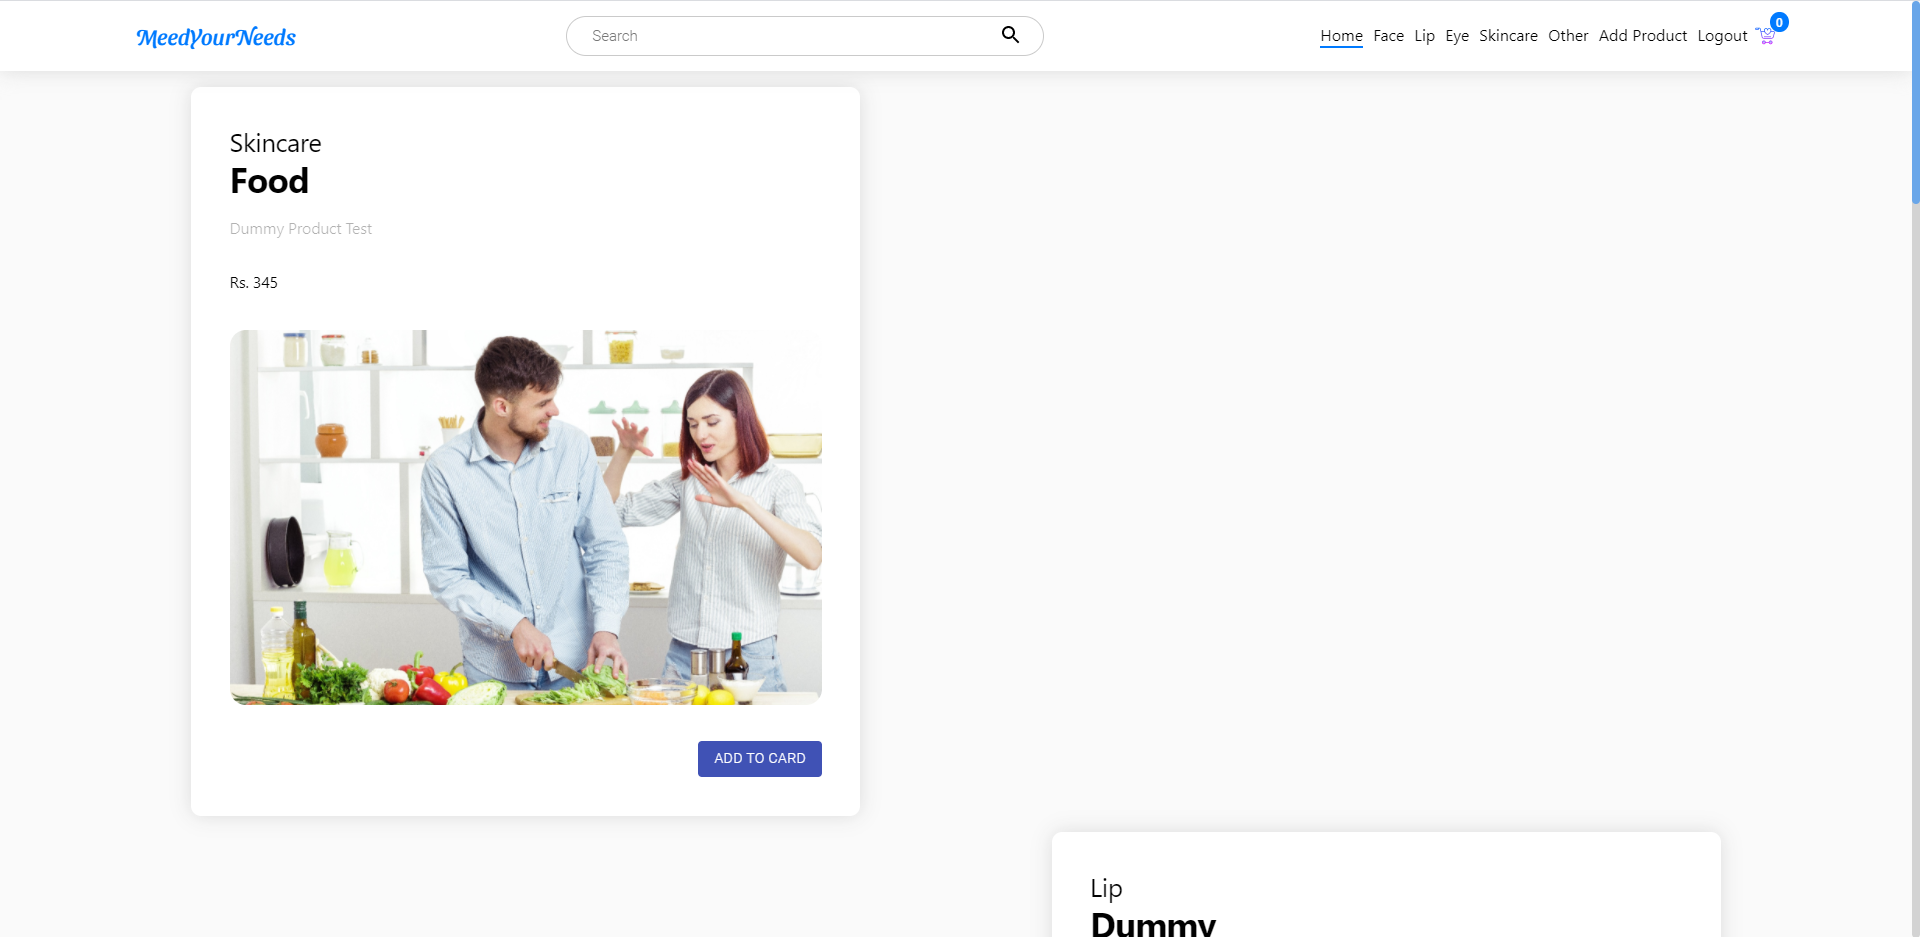 MeedYourNeeds
Search
Home Face Lip Eye Skincare Other Add Product Logout 0
Skincare
Food
Dummy Product Test
Rs. 345
ADD TO CARD
Lip
Dummy